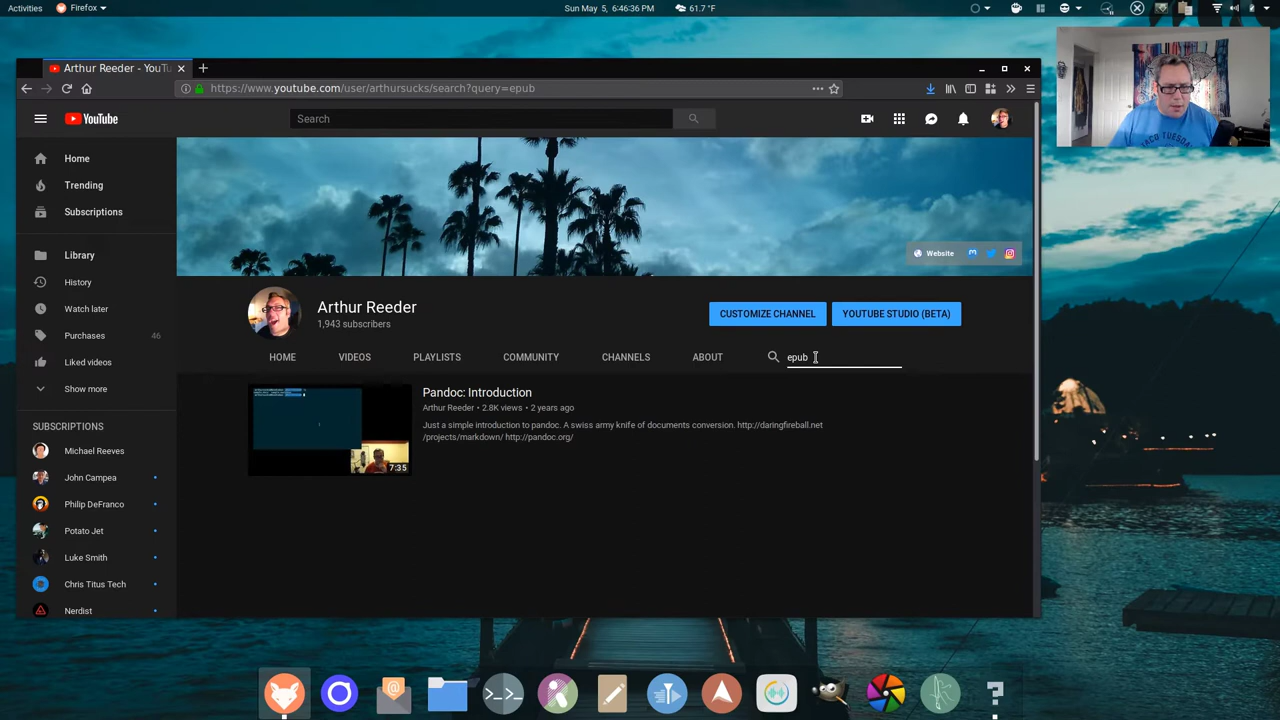 Activities Firefox Sun May 5, 6:46:36 PM 61.7 °F
Arthur Reeder - YouTu
https://www.youtube.com/user/arthursucks/search?query=epub
YouTube
Search
Home
Trending
Subscriptions
Library
History
Watch later
Purchases 46
Liked videos
Show more
SUBSCRIPTIONS
Michael Reeves
John Campea
Philip DeFranco
Potato Jet
Luke Smith
Chris Titus Tech
Nerdist
Website
Arthur Reeder
1,943 subscribers
CUSTOMIZE CHANNEL
YOUTUBE STUDIO (BETA)
HOME VIDEOS PLAYLISTS COMMUNITY CHANNELS ABOUT epub
7:35
Pandoc: Introduction
Arthur Reeder • 2.8K views • 2 years ago
Just a simple introduction to pandoc. A swiss army knife of documents conversion. http://daringfireball.net
/projects/markdown/ http://pandoc.org/
TUESDAY